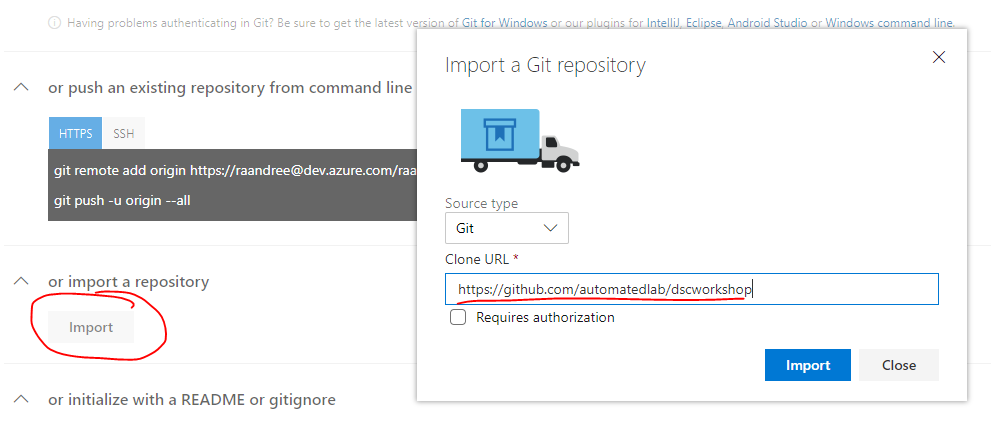 Having problems authenticating in Git? Be sure to get the latest version of Git for Windows or our plugins for IntelliJ, Eclipse, Android Studio or Windows command line.
or push an existing repository from command line
HTTPS SSH
git remote add origin https://raandree@dev.azure.com/raa
git push -u origin --all
or import a repository
Import
or initialize with a README or gitignore
Import a Git repository
Source type
Git
Clone URL *
https://github.com/automatedlab/dscworkshop
Requires authorization
Import Close